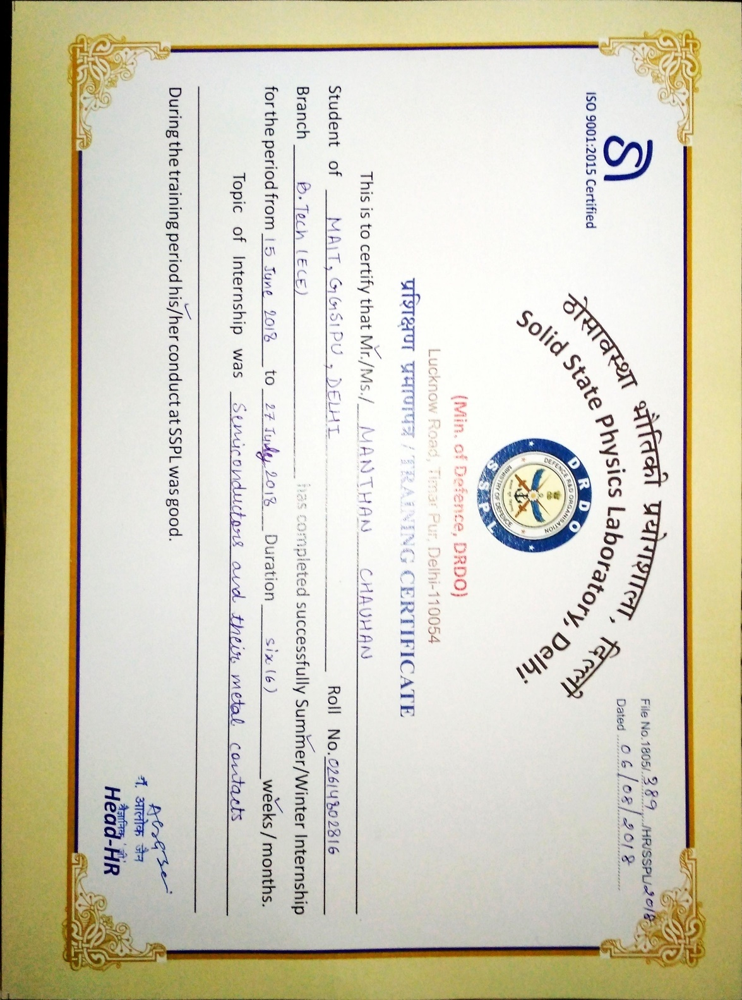 ठोसावस्था भौतिकी प्रयोगशाला, दिल्ली
Solid State Physics Laboratory, Delhi
ISO 9001:2015 Certified
File No.1805/ 389 /HR/SSPL/2018
Dated 06/08/2018
DRDO
DEFENCE R&D ORGANISATION
MINISTRY OF DEFENCE
SSPL
(Min. of Defence, DRDO)
Lucknow Road, Timar Pur, Delhi-110054
प्रशिक्षण प्रमाणपत्र / TRAINING CERTIFICATE
This is to certify that Mr./Ms./ MANTHAN CHAUHAN
Student of MAIT, GGSIPU, DELHI Roll No. 02614802816
Branch B.Tech (ECE) has completed successfully Summer/Winter Internship
for the period from 15 June 2018 to 27 July 2018 Duration six (6) weeks / months.
Topic of Internship was Semiconductors and their metal contacts
During the training period his/her conduct at SSPL was good.
आलोक जैन
वैज्ञानिक
Head-HR